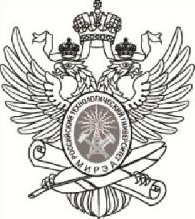 РОССИЙСКИЙ ТЕХНОЛОГИЧЕСКИЙ УНИВЕРСИТЕТ
МИРЭА